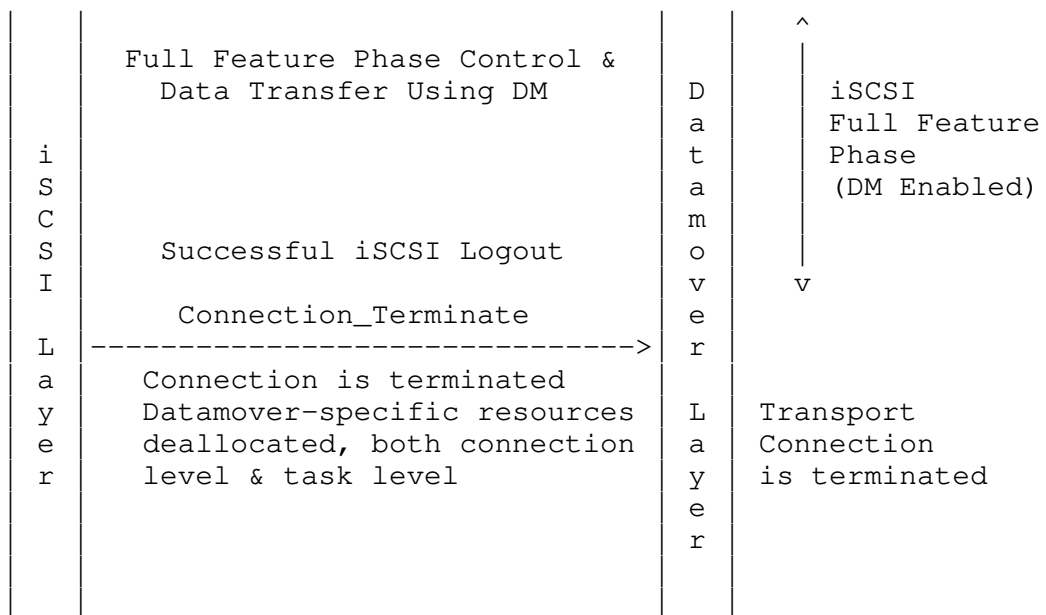 ^
Full Feature Phase Control &
Data Transfer Using DM | D | iSCSI
a | Full Feature
i | t | Phase
S | a | (DM Enabled)
C | m
S | Successful iSCSI Logout | o
I | v | v
Connection_Terminate | e
L |-------------------------------->| r
a | Connection is terminated
y | Datamover-specific resources | L | Transport
e | deallocated, both connection | a | Connection
r | level & task level | y | is terminated
e
r